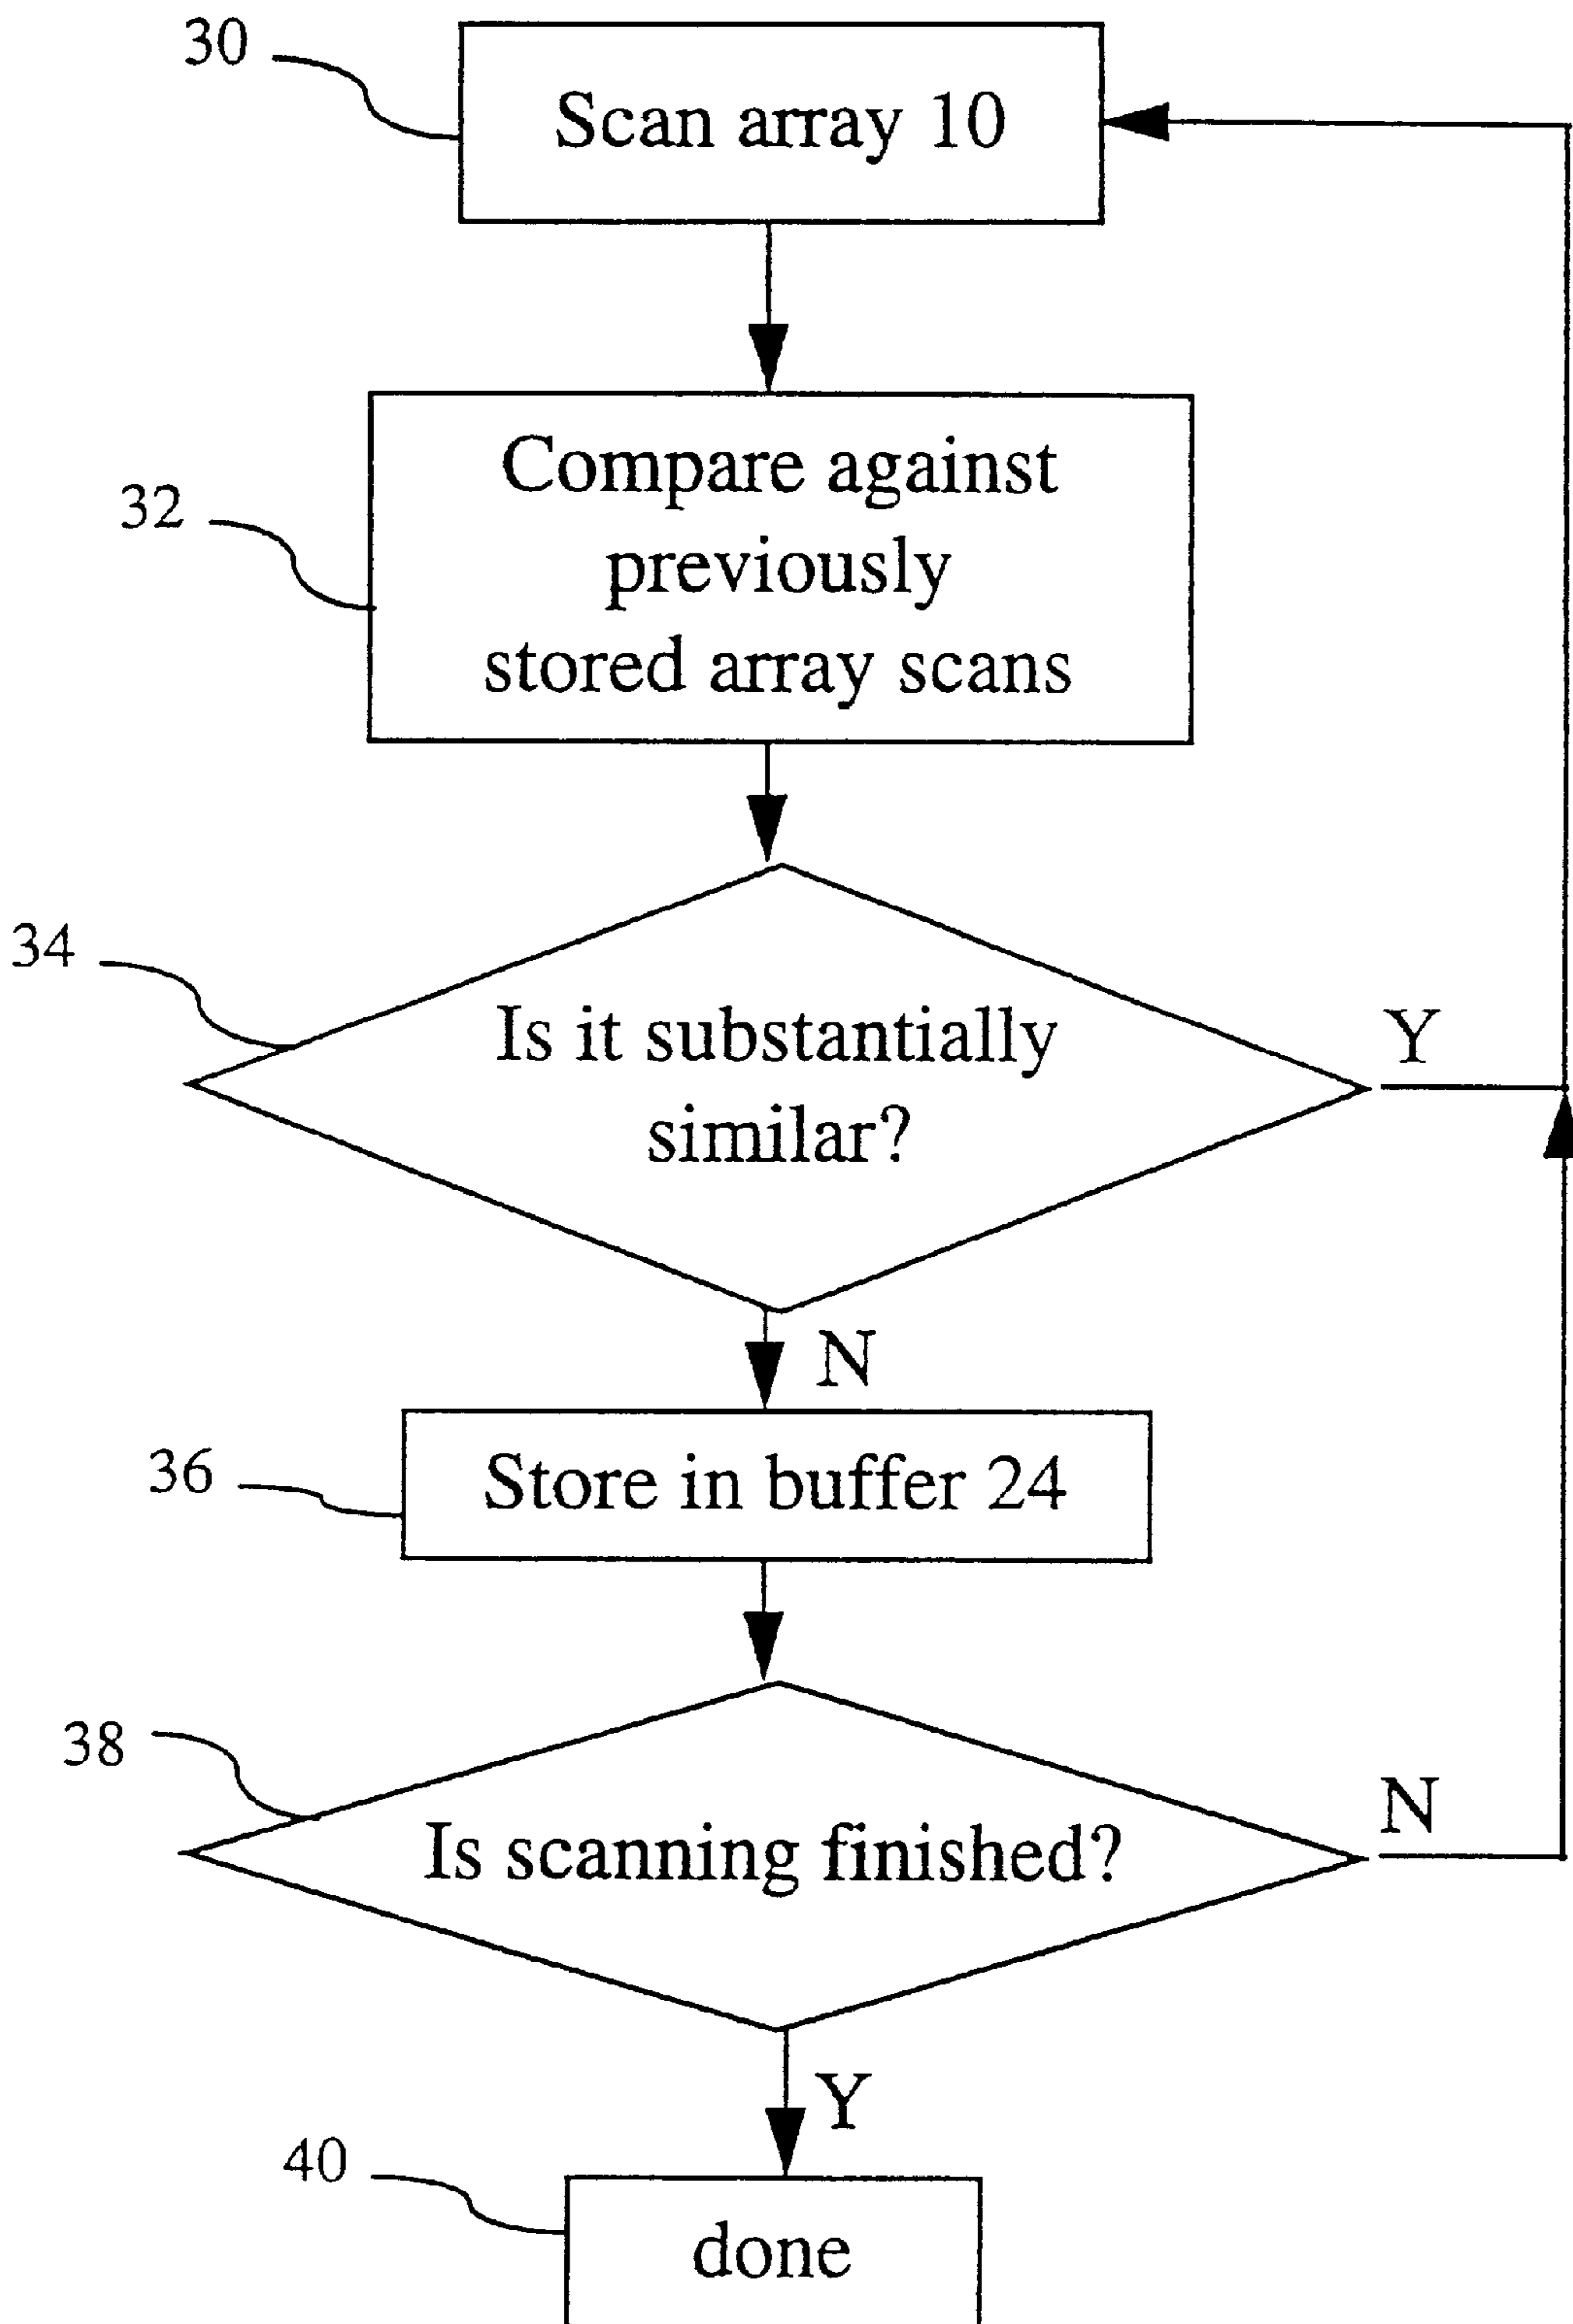 30
Scan array 10
32
Compare against
previously
stored array scans
34
Is it substantially
similar?
Y
N
36
Store in buffer 24
38
Is scanning finished?
N
Y
40
done